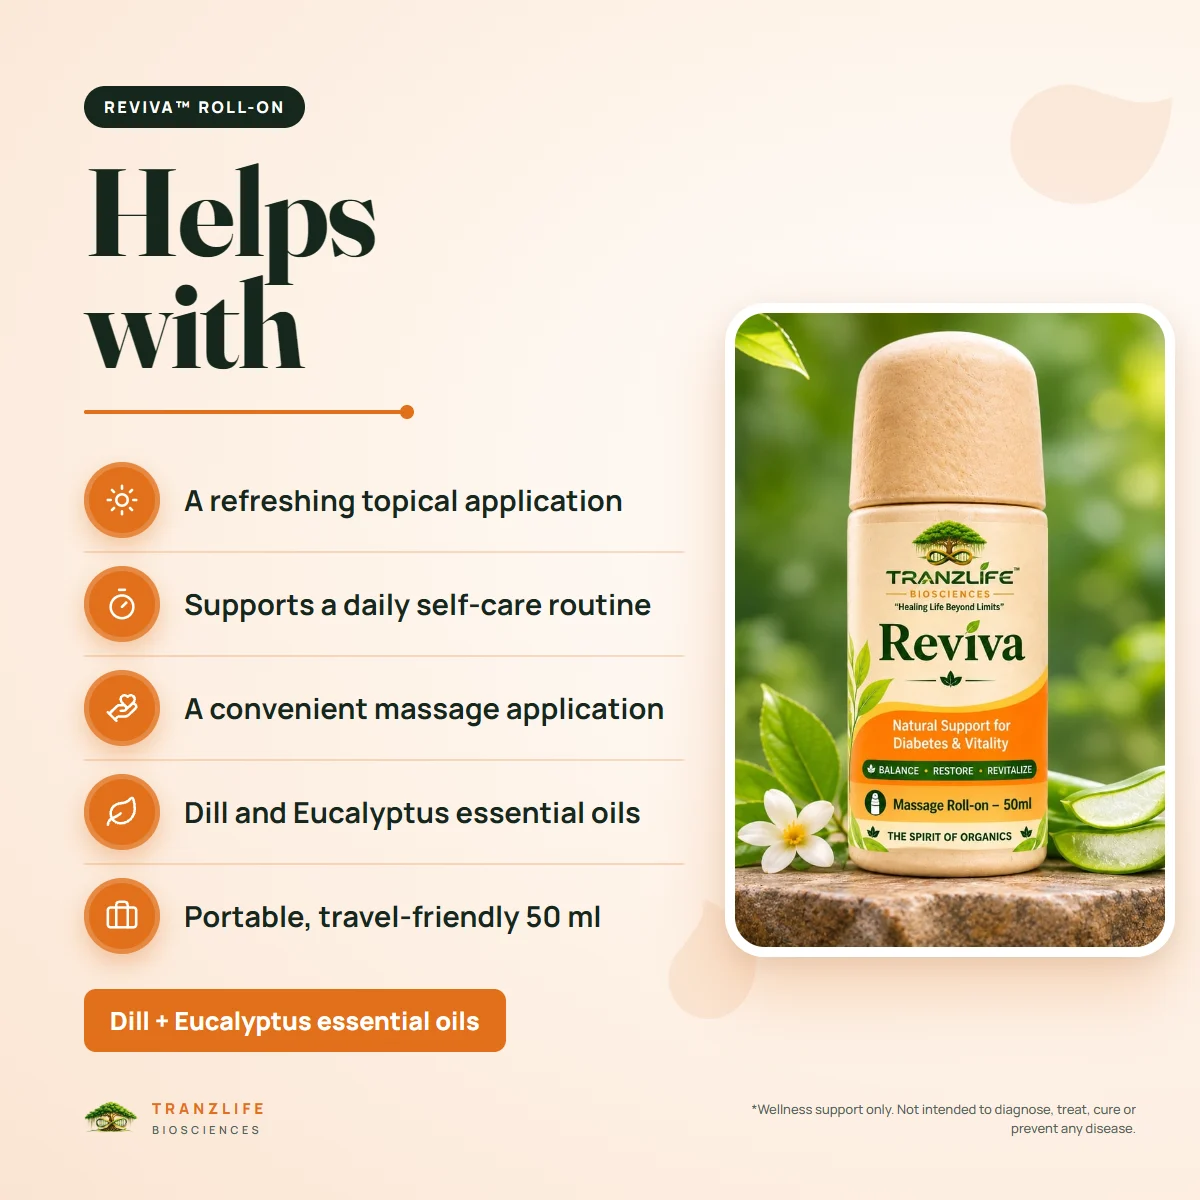 REVIVA™ ROLL-ON
Helps
with
A refreshing topical application
Supports a daily self-care routine
A convenient massage application
Dill and Eucalyptus essential oils
Portable, travel-friendly 50 ml
Dill + Eucalyptus essential oils
TRANZLIFE™
BIOSCIENCES
"Healing Life Beyond Limits"
Reviva
Natural Support for
Diabetes & Vitality
BALANCE • RESTORE • REVITALIZE
Massage Roll-on – 50ml
THE SPIRIT OF ORGANICS
TRANZLIFE
BIOSCIENCES
*Wellness support only. Not intended to diagnose, treat, cure or
prevent any disease.